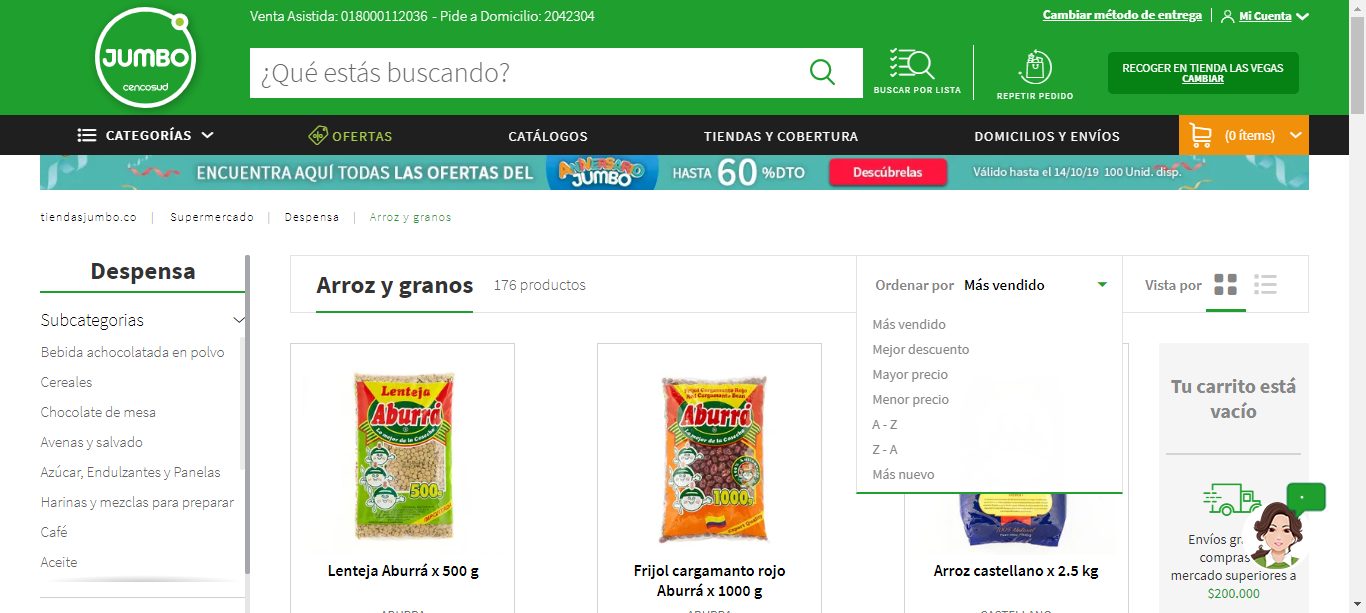 JUMBO
cencosud
Venta Asistida: 018000112036 - Pide a Domicilio: 2042304
Cambiar método de entrega
Mi Cuenta
¿Qué estás buscando?
BUSCAR POR LISTA
REPETIR PEDIDO
RECOGER EN TIENDA LAS VEGAS
CAMBIAR
CATEGORÍAS
OFERTAS
CATÁLOGOS
TIENDAS Y COBERTURA
DOMICILIOS Y ENVÍOS
(0 ítems)
ENCUENTRA AQUÍ TODAS LAS OFERTAS DEL
ANIVERSARIO
JUMBO
HASTA 60 %DTO
Descúbrelas
Válido hasta el 14/10/19 100 Unid. disp.
tiendasjumbo.co | Supermercado | Despensa | Arroz y granos
Despensa
Subcategorias
Bebida achocolatada en polvo
Cereales
Chocolate de mesa
Avenas y salvado
Azúcar, Endulzantes y Panelas
Harinas y mezclas para preparar
Café
Aceite
Arroz y granos
176 productos
Ordenar por Más vendido
Más vendido
Mejor descuento
Mayor precio
Menor precio
A - Z
Z - A
Más nuevo
Vista por
Lenteja
Aburrá
Lo mejor de la Cosecha
500g
Lenteja Aburrá x 500 g
Frijol Cargamanto Rojo
Red Cargamanto Bean
Aburrá
Lo mejor de la Cosecha
1000g
Export Quality
Frijol cargamanto rojo
Aburrá x 1000 g
Arroz castellano x 2.5 kg
Tu carrito está
vacío
Envíos
compras
mercado superiores a
$200.000